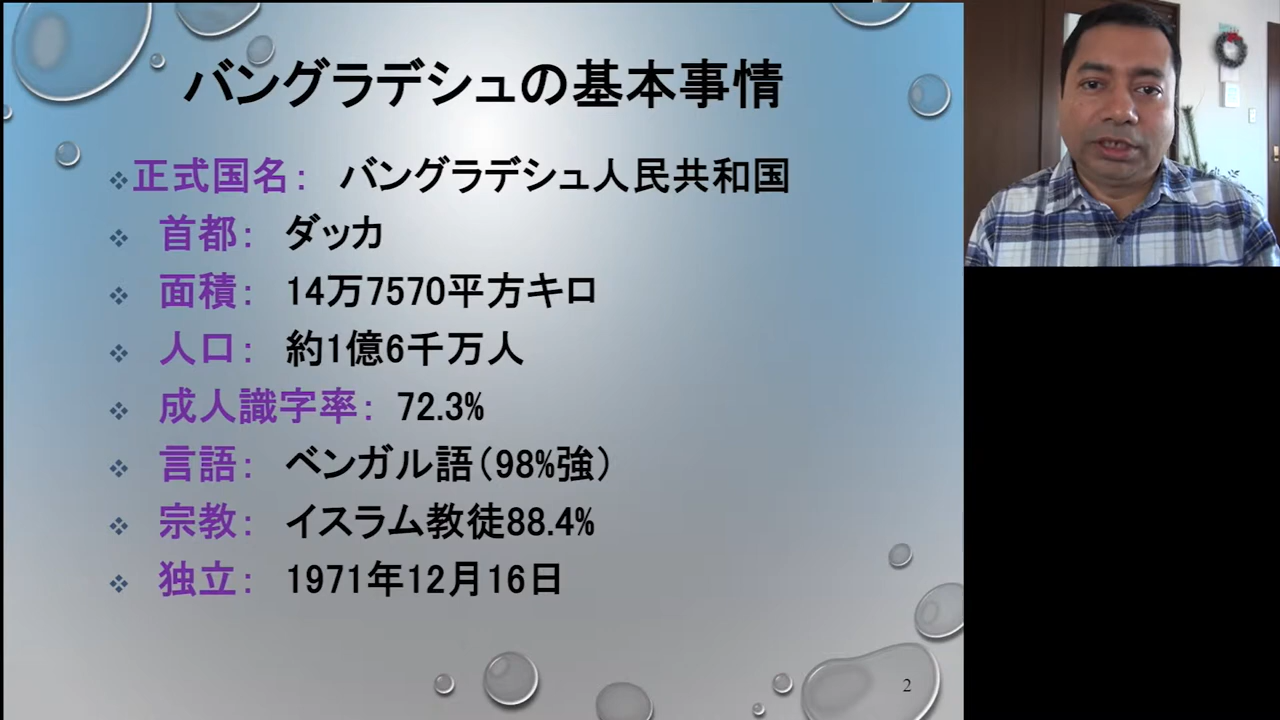 バングラデシュの基本事情
正式国名： バングラデシュ人民共和国
首都： ダッカ
面積： 14万7570平方キロ
人口： 約1億6千万人
成人識字率： 72.3%
言語： ベンガル語（98%強）
宗教： イスラム教徒88.4%
独立： 1971年12月16日
2